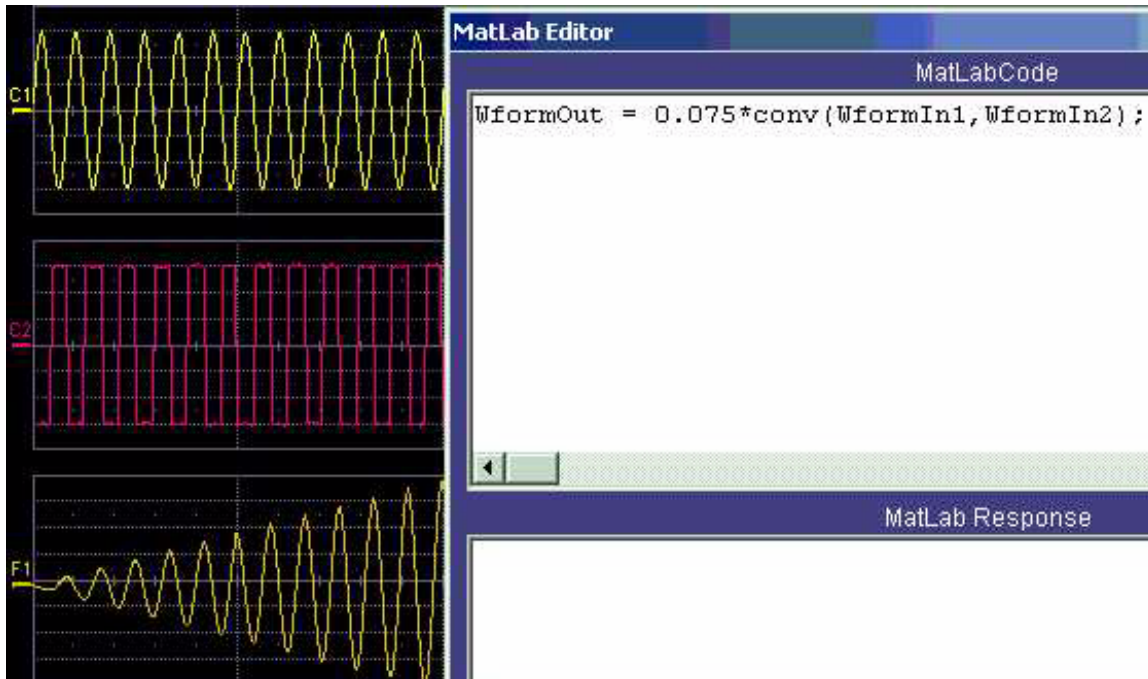 MatLab Editor
MatLabCode
C1
WformOut = 0.075*conv(WformIn1,WformIn2);
C2
MatLab Response
F1